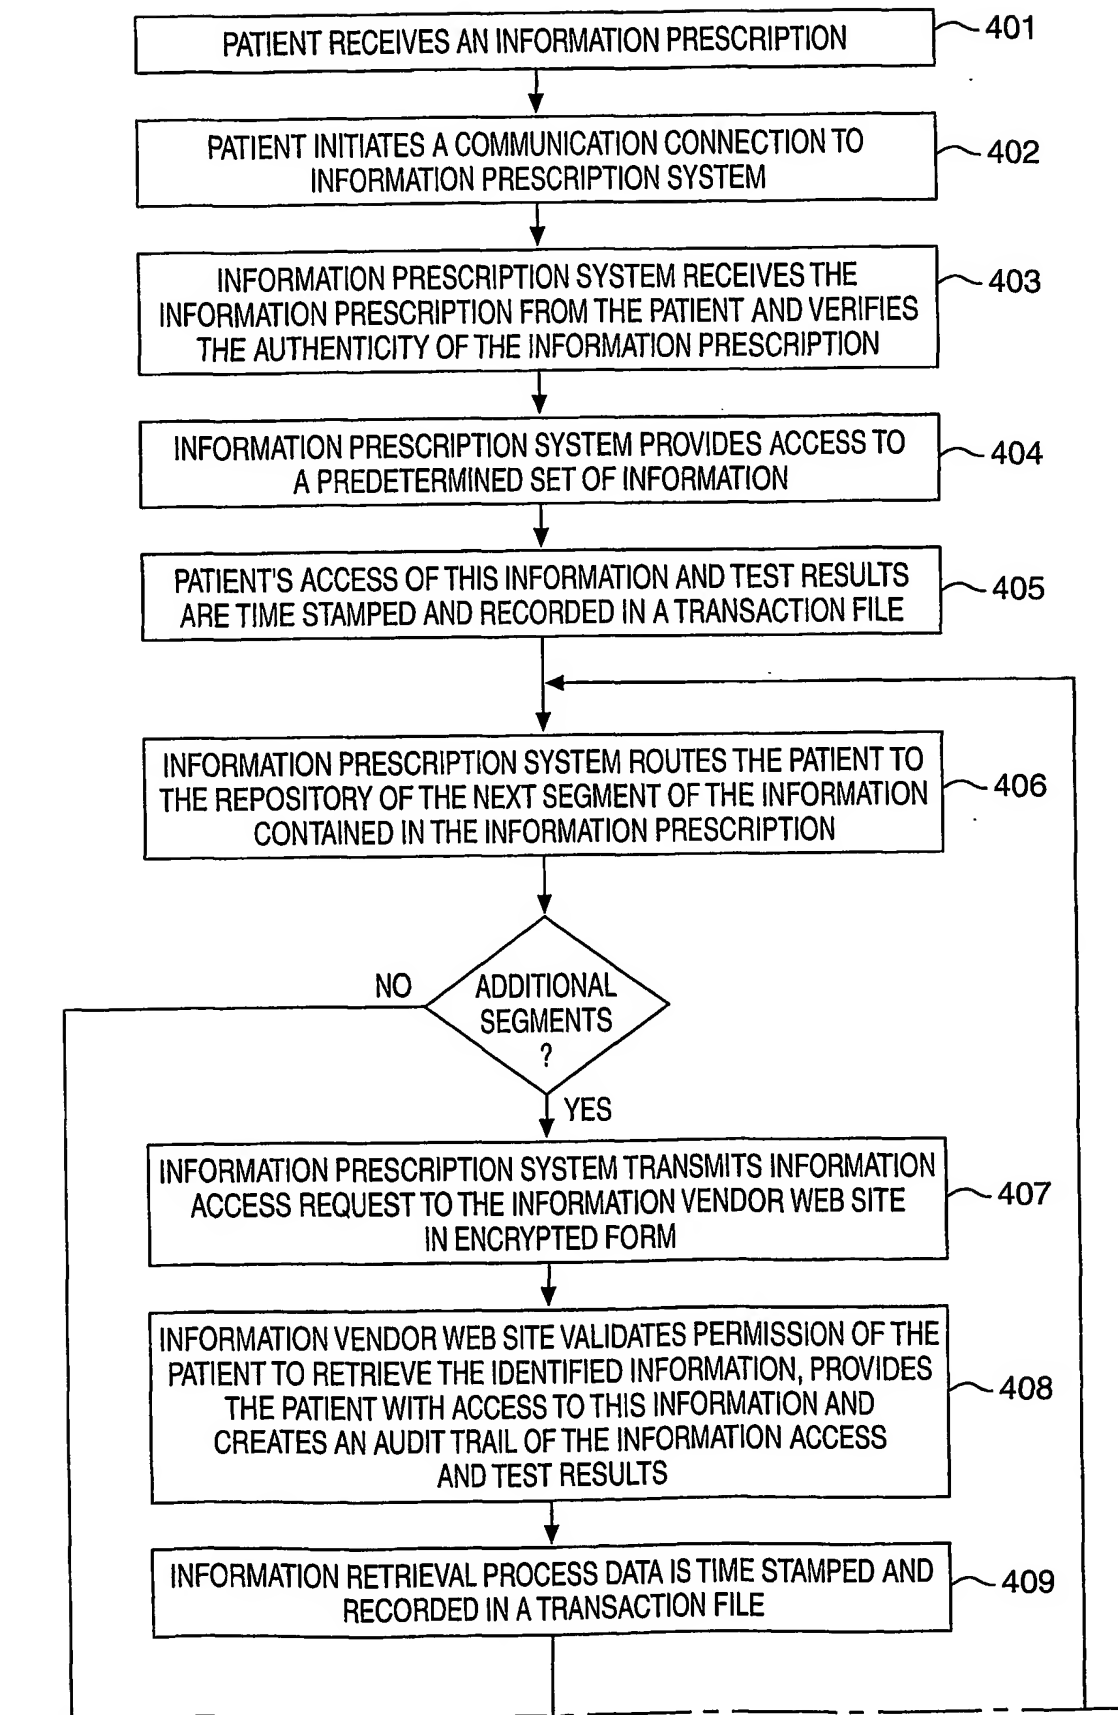 PATIENT RECEIVES AN INFORMATION PRESCRIPTION
401
PATIENT INITIATES A COMMUNICATION CONNECTION TO
INFORMATION PRESCRIPTION SYSTEM
402
INFORMATION PRESCRIPTION SYSTEM RECEIVES THE
INFORMATION PRESCRIPTION FROM THE PATIENT AND VERIFIES
THE AUTHENTICITY OF THE INFORMATION PRESCRIPTION
403
INFORMATION PRESCRIPTION SYSTEM PROVIDES ACCESS TO
A PREDETERMINED SET OF INFORMATION
404
PATIENT'S ACCESS OF THIS INFORMATION AND TEST RESULTS
ARE TIME STAMPED AND RECORDED IN A TRANSACTION FILE
405
INFORMATION PRESCRIPTION SYSTEM ROUTES THE PATIENT TO
THE REPOSITORY OF THE NEXT SEGMENT OF THE INFORMATION
CONTAINED IN THE INFORMATION PRESCRIPTION
406
NO
ADDITIONAL
SEGMENTS
?
YES
INFORMATION PRESCRIPTION SYSTEM TRANSMITS INFORMATION
ACCESS REQUEST TO THE INFORMATION VENDOR WEB SITE
IN ENCRYPTED FORM
407
INFORMATION VENDOR WEB SITE VALIDATES PERMISSION OF THE
PATIENT TO RETRIEVE THE IDENTIFIED INFORMATION, PROVIDES
THE PATIENT WITH ACCESS TO THIS INFORMATION AND
CREATES AN AUDIT TRAIL OF THE INFORMATION ACCESS
AND TEST RESULTS
408
INFORMATION RETRIEVAL PROCESS DATA IS TIME STAMPED AND
RECORDED IN A TRANSACTION FILE
409